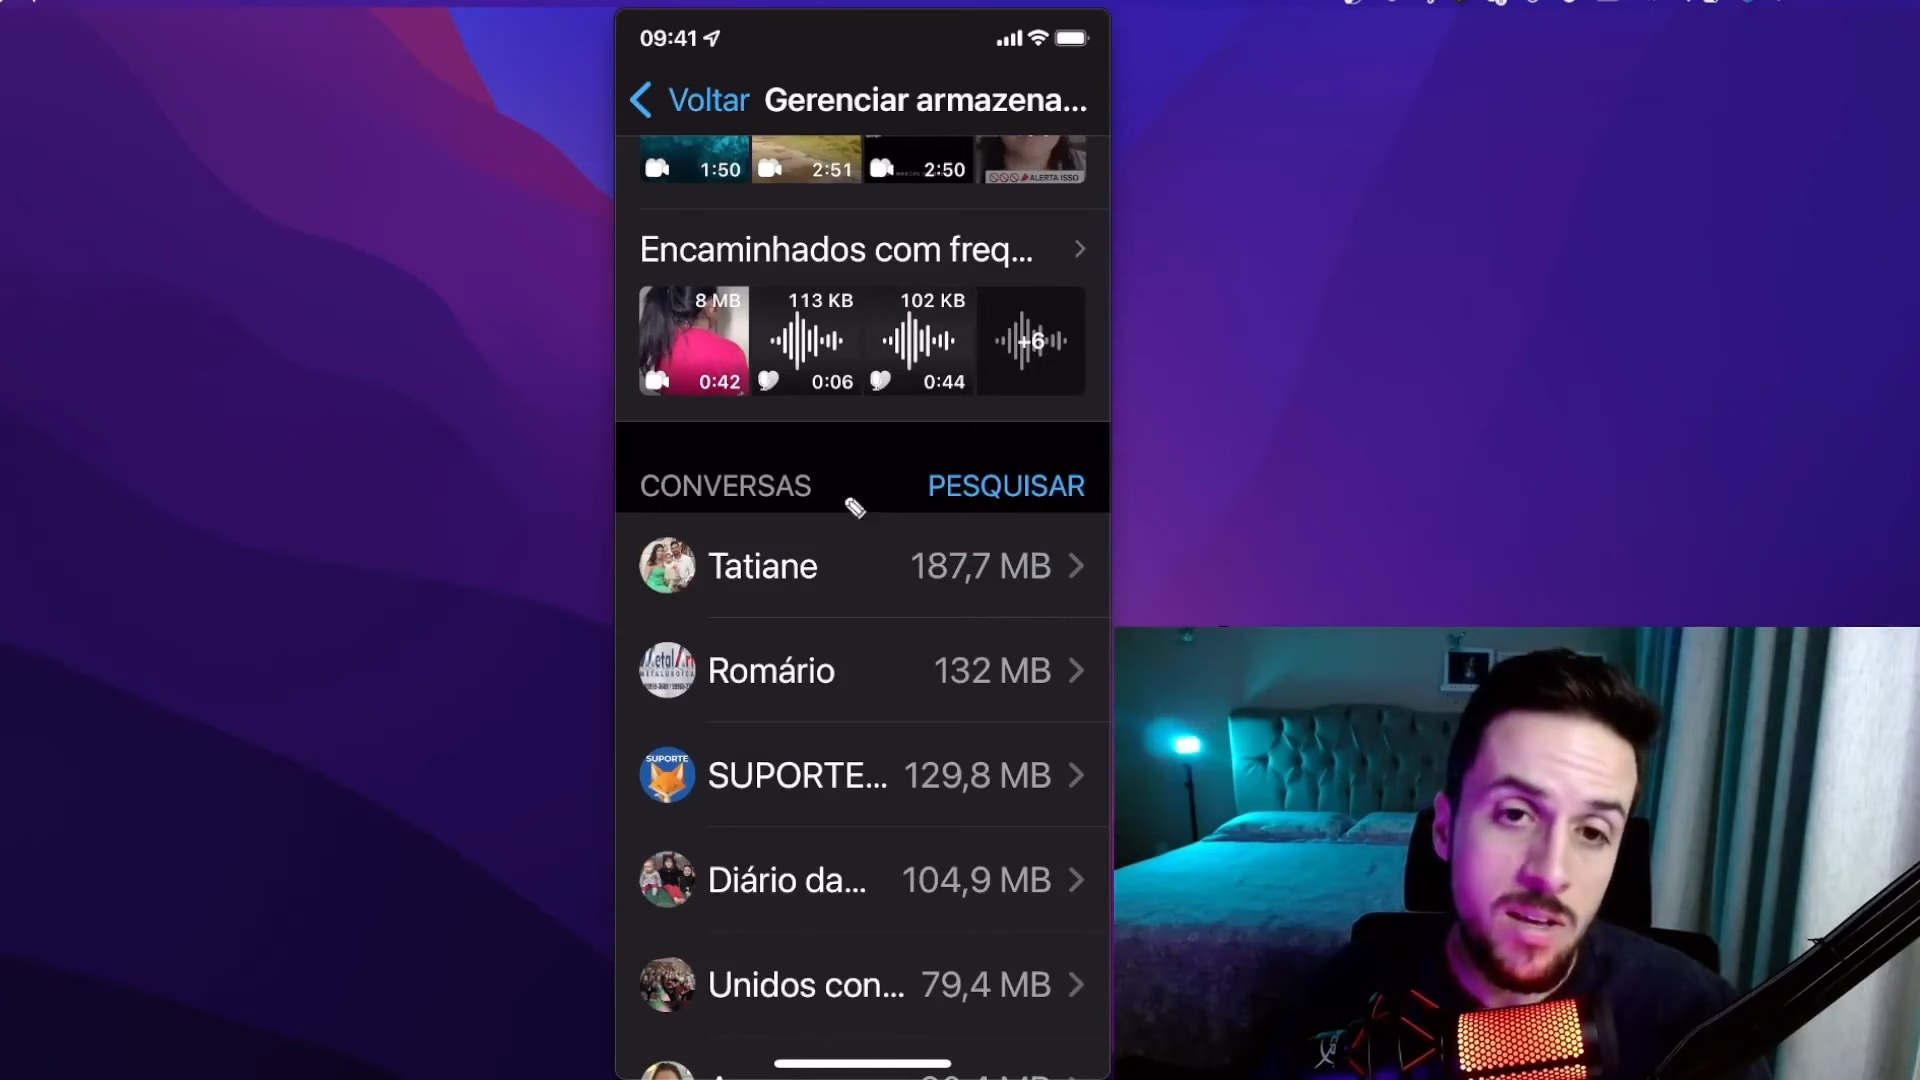 09:41
Voltar Gerenciar armazena...
1:50 2:51 2:50 ALERTA ISSO
Encaminhados com freq...
8 MB 113 KB 102 KB
+6
0:42 0:06 0:44
CONVERSAS PESQUISAR
Tatiane 187,7 MB
Romário 132 MB
SUPORTE
SUPORTE... 129,8 MB
Diário da... 104,9 MB
Unidos con... 79,4 MB